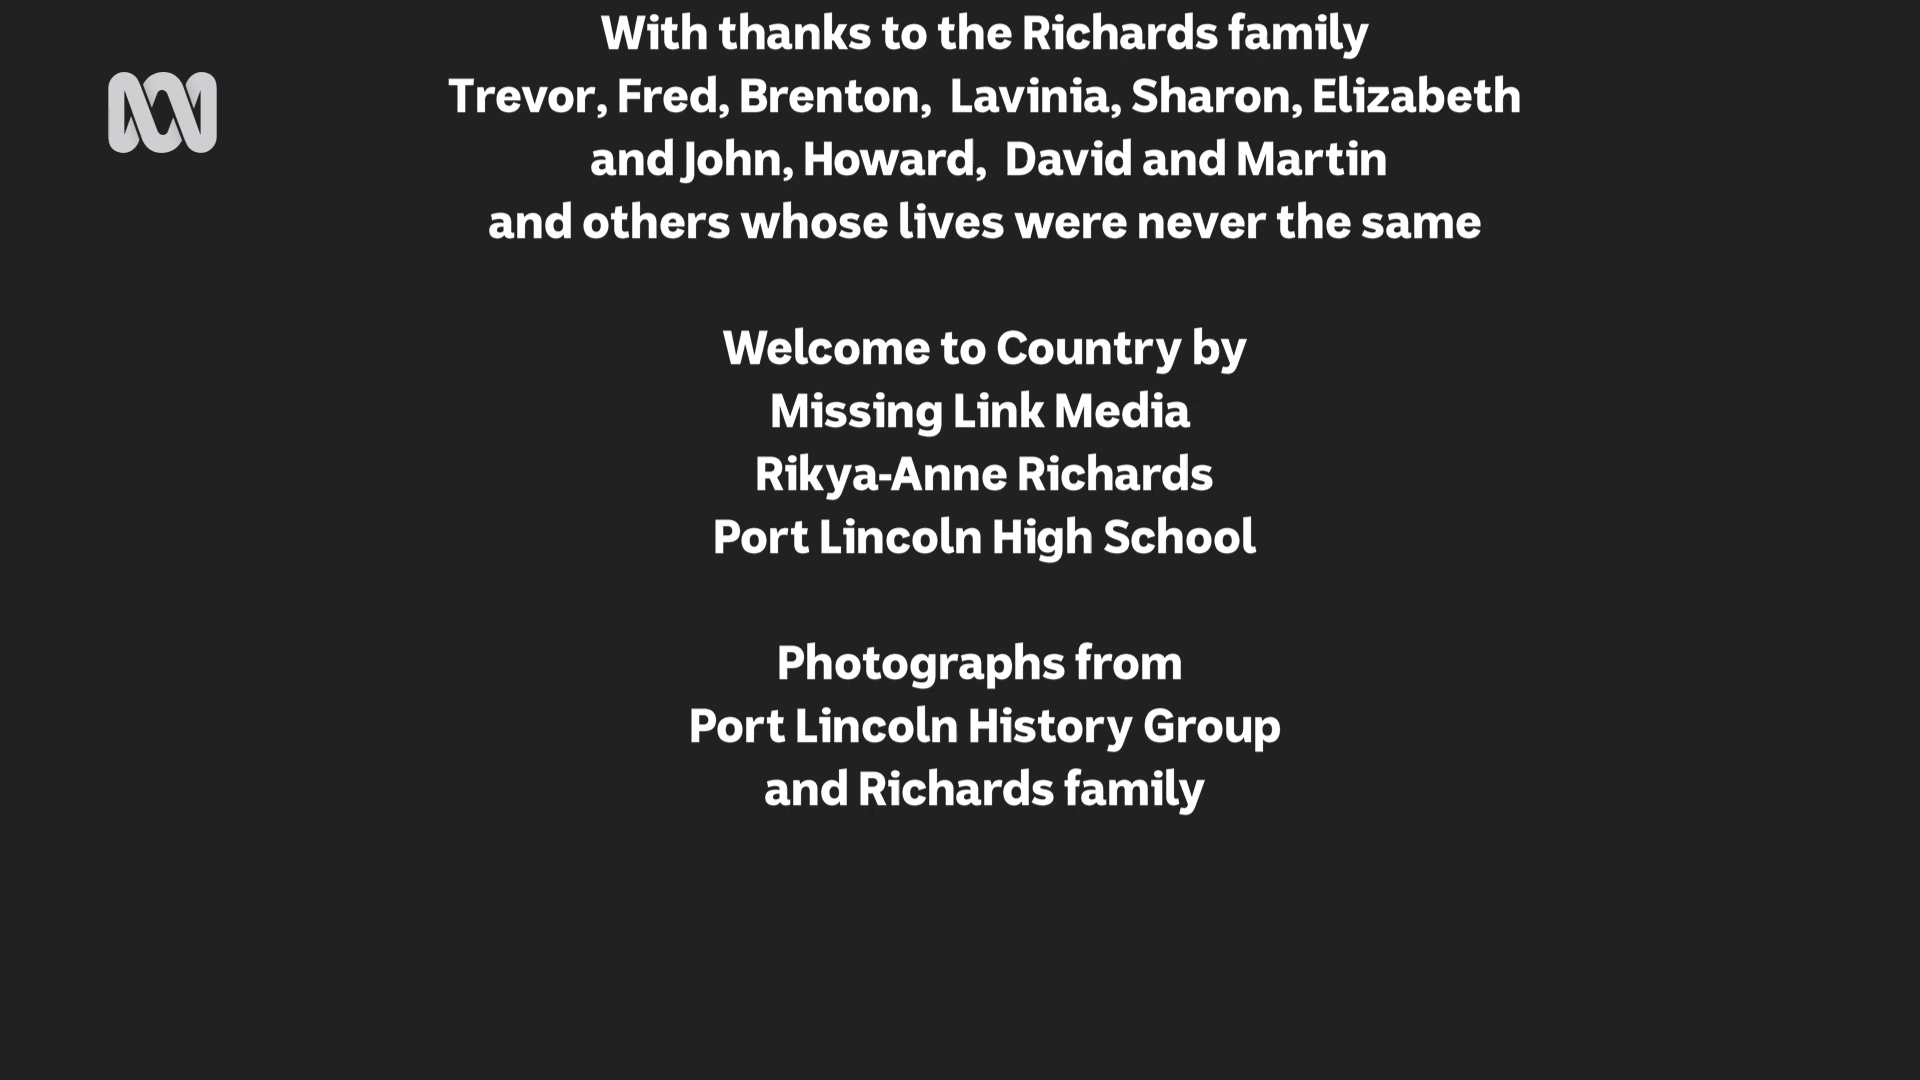 With thanks to the Richards family
Trevor, Fred, Brenton,  Lavinia, Sharon, Elizabeth
and John, Howard,  David and Martin
and others whose lives were never the same
Welcome to Country by
Missing Link Media
Rikya-Anne Richards
Port Lincoln High School
Photographs from
Port Lincoln History Group
and Richards family